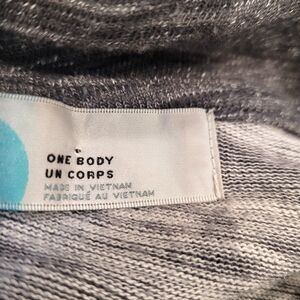 ONE BODY
UN CORPS
MADE IN VIETNAM
FABRIQUÉ AU VIETNAM